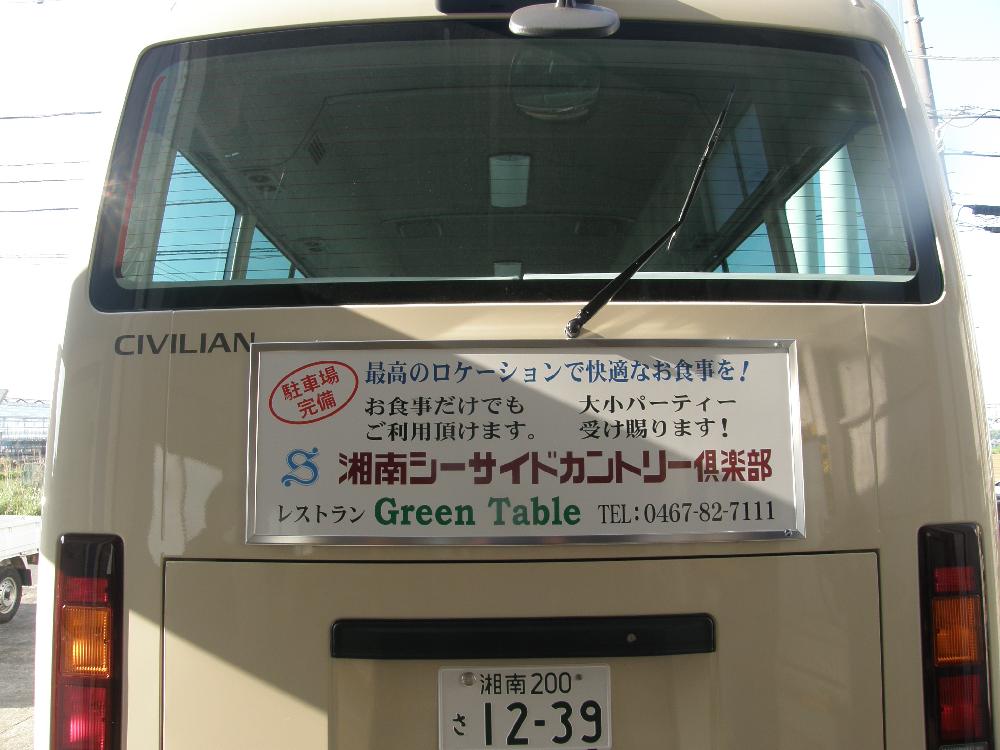 CIVILIAN
駐車場
完備
最高のロケーションで快適なお食事を!
お食事だけでも 大小パーティー
ご利用頂けます。 受け賜ります!
S 湘南シーサイドカントリー倶楽部
レストラン Green Table TEL:0467-82-7111
湘南200
さ 12-39